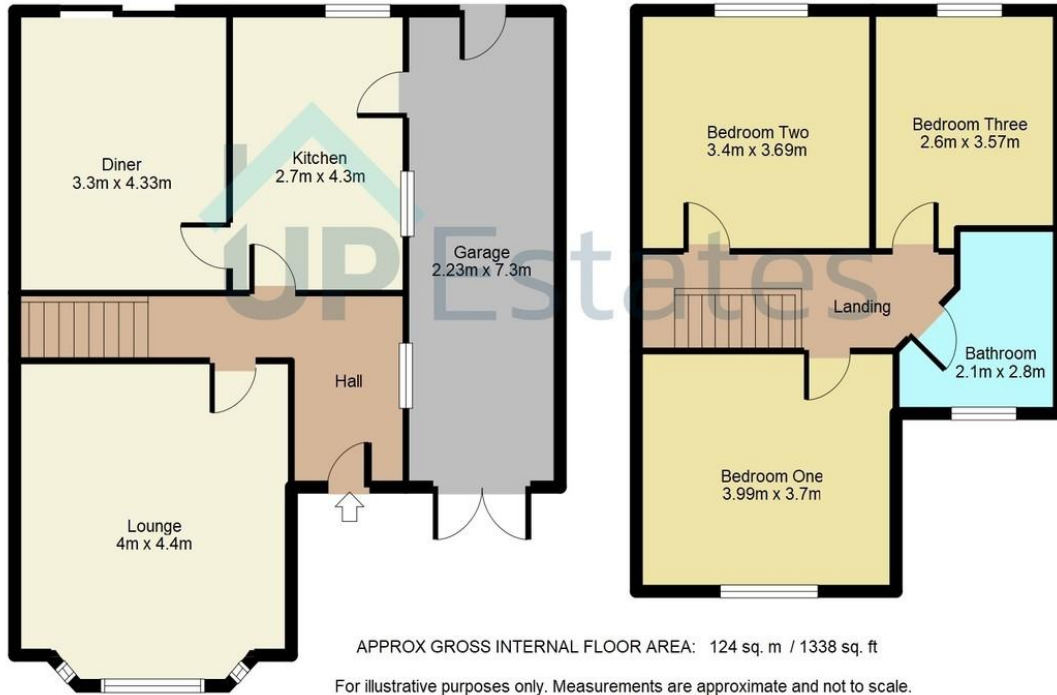 Diner
3.3m x 4.33m
Kitchen
2.7m x 4.3m
Garage
2.23m x 7.3m
Hall
Lounge
4m x 4.4m
Bedroom Two
3.4m x 3.69m
Bedroom Three
2.6m x 3.57m
Landing
Bathroom
2.1m x 2.8m
Bedroom One
3.99m x 3.7m
UP Estates
APPROX GROSS INTERNAL FLOOR AREA: 124 sq. m / 1338 sq. ft
For illustrative purposes only. Measurements are approximate and not to scale.